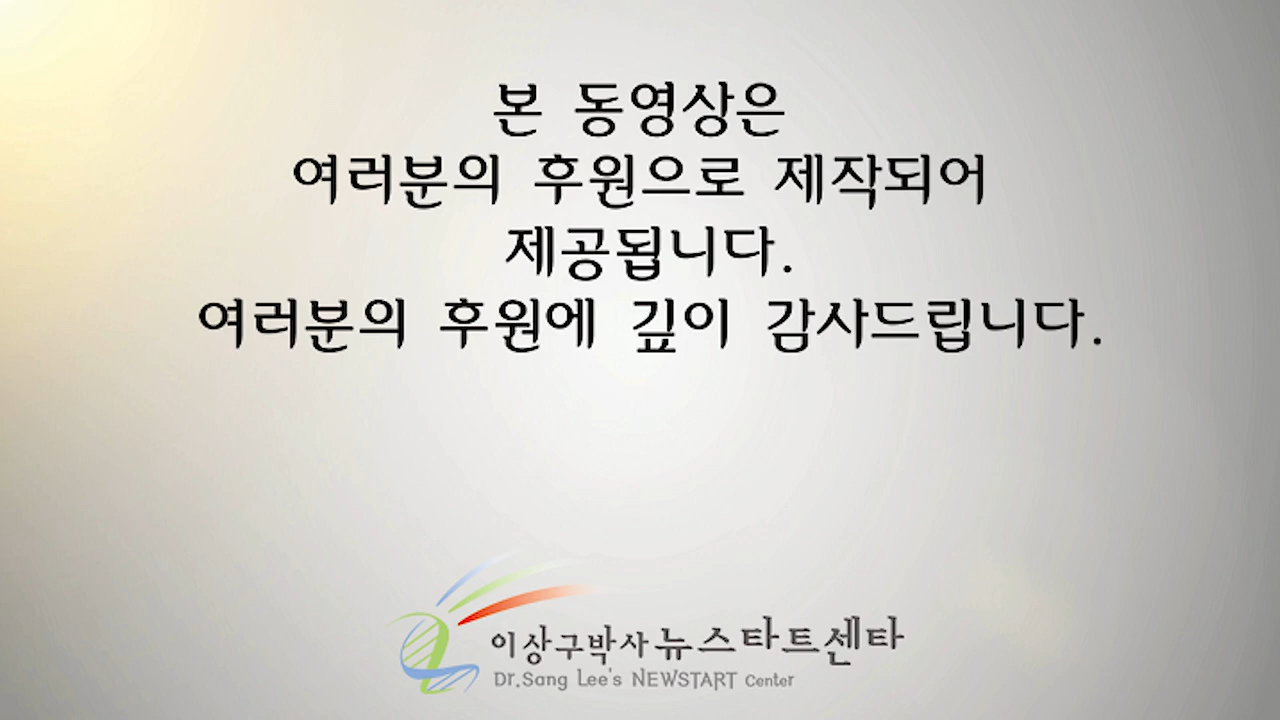 본 동영상은
여러분의 후원으로 제작되어
제공됩니다.
여러분의 후원에 깊이 감사드립니다.
이상구박사 뉴스타트센타
Dr.Sang Lee's NEWSTART Center